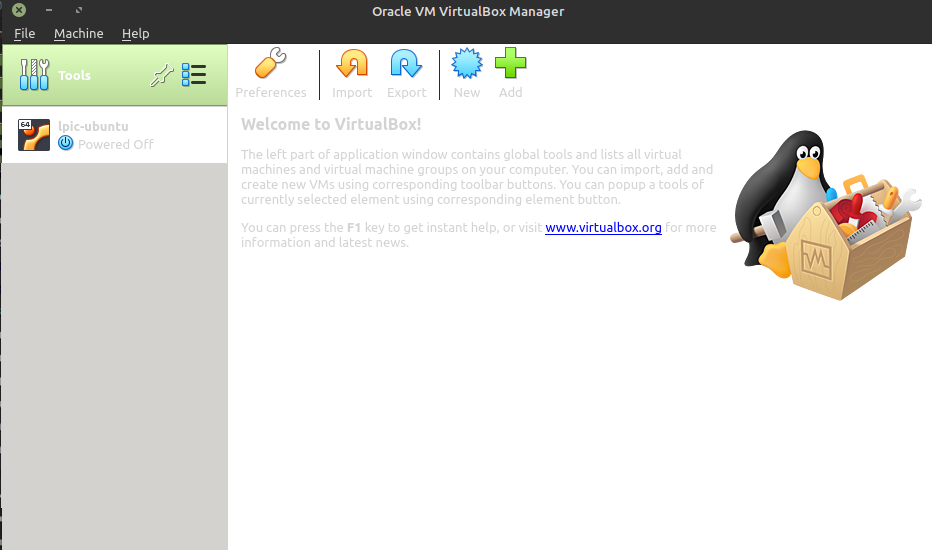 Oracle VM VirtualBox Manager
File Machine Help
Tools
Preferences Import Export New Add
64
lpic-ubuntu
Powered Off
Welcome to VirtualBox!
The left part of application window contains global tools and lists all virtual
machines and virtual machine groups on your computer. You can import, add and
create new VMs using corresponding toolbar buttons. You can popup a tools of
currently selected element using corresponding element button.
You can press the F1 key to get instant help, or visit www.virtualbox.org for more
information and latest news.